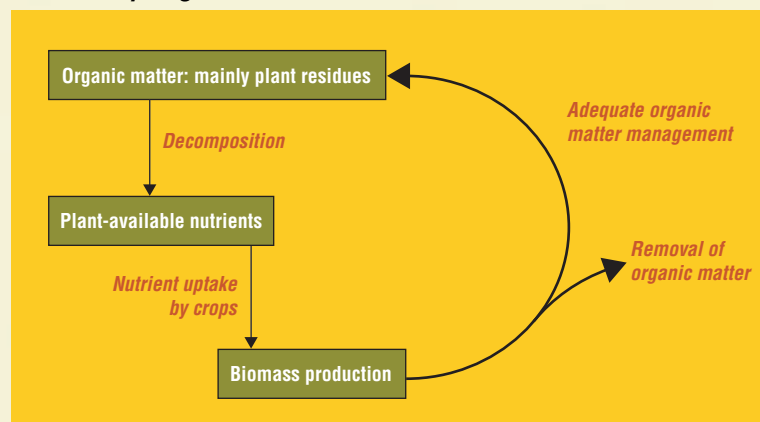 Organic matter: mainly plant residues
Adequate organic
matter management
Decomposition
Plant-available nutrients
Removal of
organic matter
Nutrient uptake
by crops
Biomass production